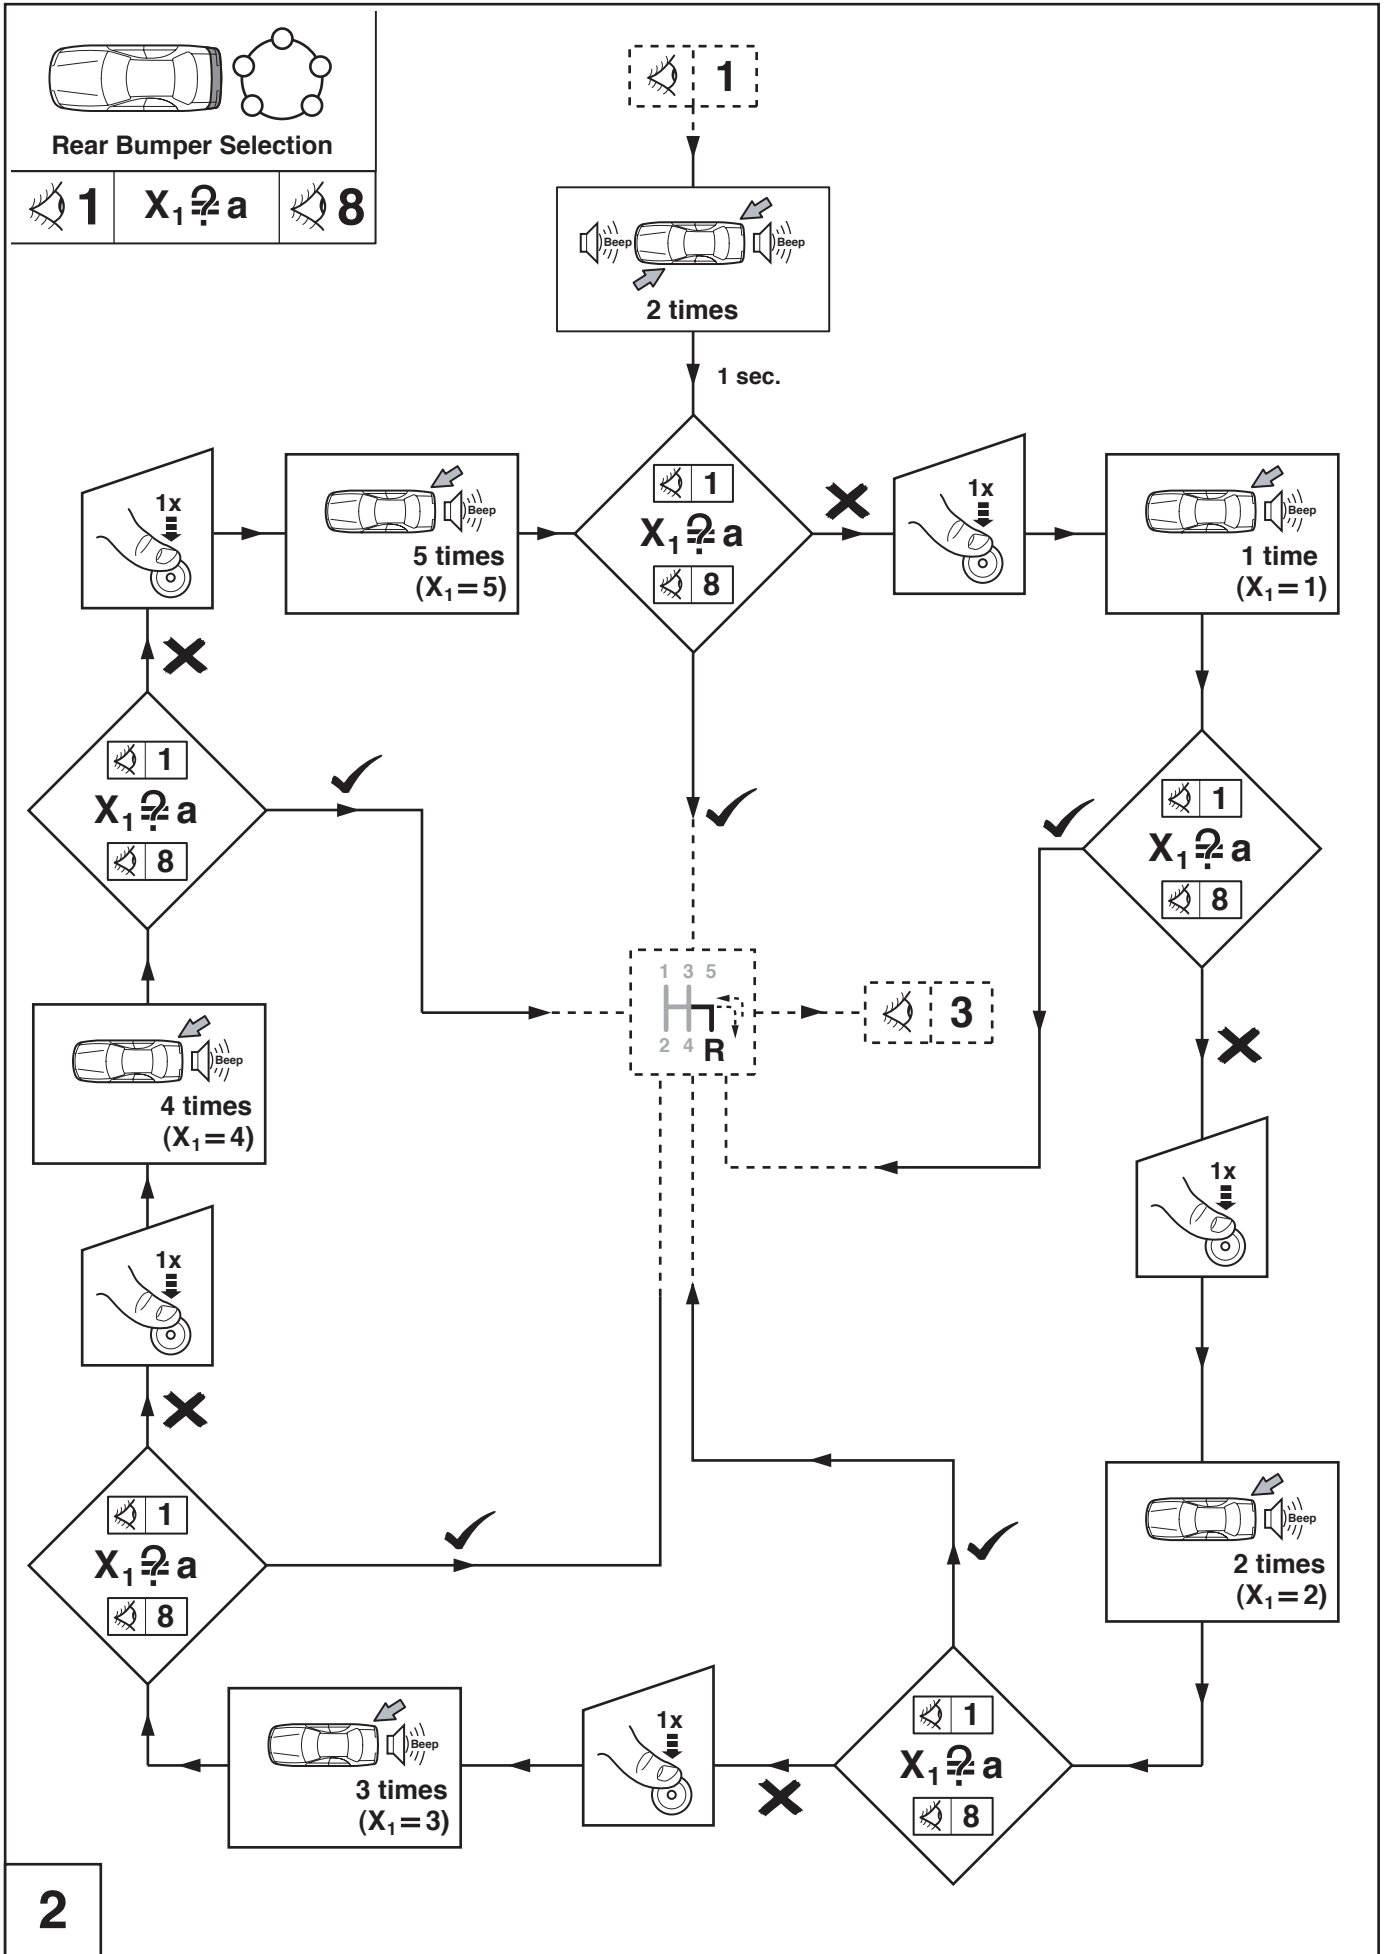 Rear Bumper Selection
1 X₁ ≟ a 8
1
Beep Beep
2 times
1 sec.
1x
Beep
5 times
(X₁=5)
1
X₁ ≟ a
8
1x
Beep
1 time
(X₁=1)
1
X₁ ≟ a
8
1
X₁ ≟ a
8
1 3 5
2 4 R
3
Beep
4 times
(X₁=4)
1x
1x
1
X₁ ≟ a
8
Beep
2 times
(X₁=2)
Beep
3 times
(X₁=3)
1x
1
X₁ ≟ a
8
2